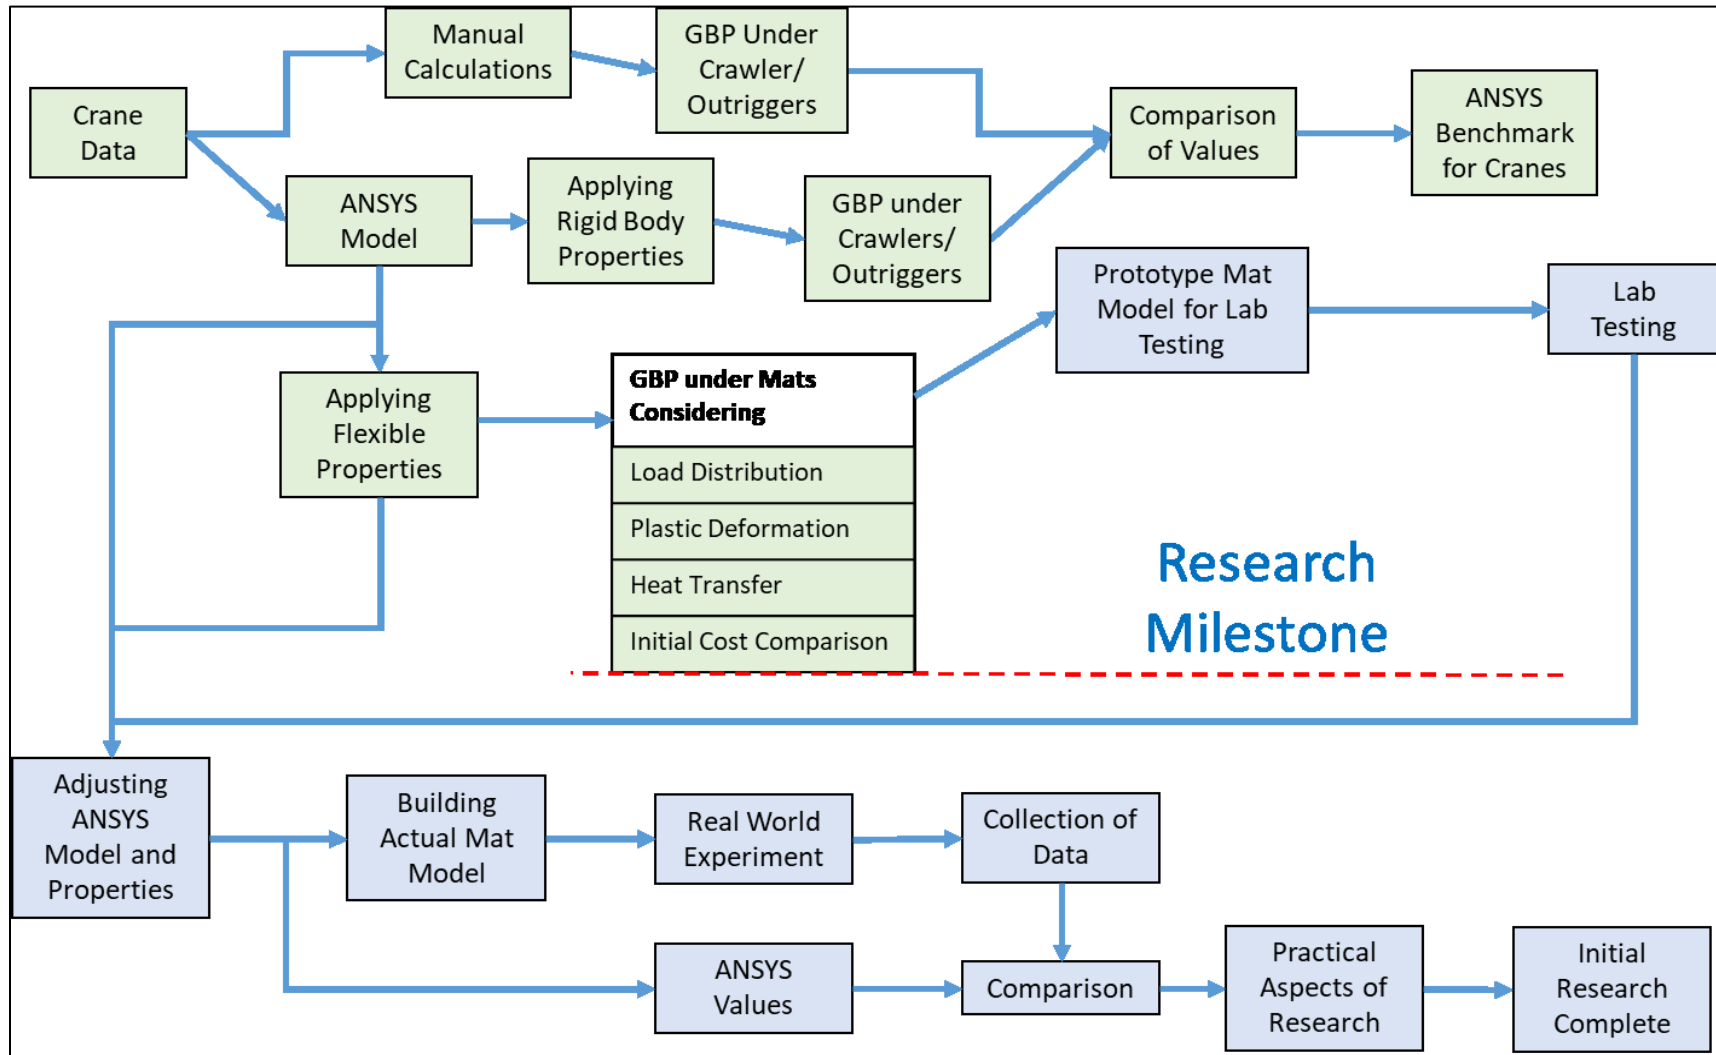 Manual
Calculations
GBP Under
Crawler/
Outriggers
Crane
Data
Comparison
of Values
ANSYS
Benchmark
for Cranes
ANSYS
Model
Applying
Rigid Body
Properties
GBP under
Crawlers/
Outriggers
Prototype Mat
Model for Lab
Testing
Lab
Testing
Applying
Flexible
Properties
GBP under Mats
Considering
Load Distribution
Plastic Deformation
Heat Transfer
Initial Cost Comparison
Research
Milestone
Adjusting
ANSYS
Model and
Properties
Building
Actual Mat
Model
Real World
Experiment
Collection of
Data
ANSYS
Values
Comparison
Practical
Aspects of
Research
Initial
Research
Complete